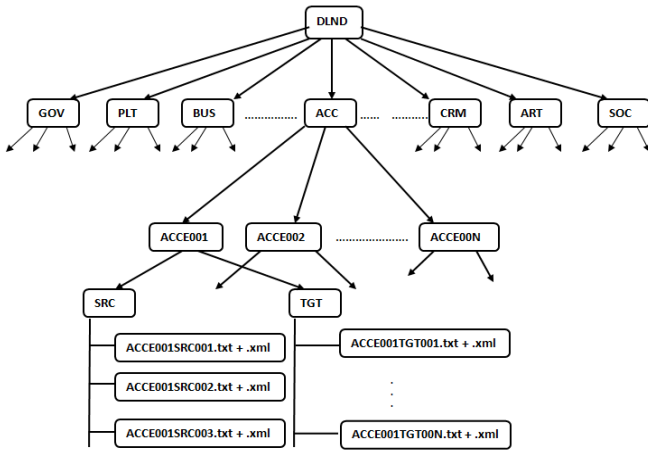 DLND
GOV PLT BUS .............. ACC ..... .......... CRM ART SOC
ACCE001 ACCE002 .................... ACCE00N
SRC TGT
ACCE001SRC001.txt + .xml ACCE001TGT001.txt + .xml
ACCE001SRC002.txt + .xml
ACCE001SRC003.txt + .xml ACCE001TGT00N.txt + .xml